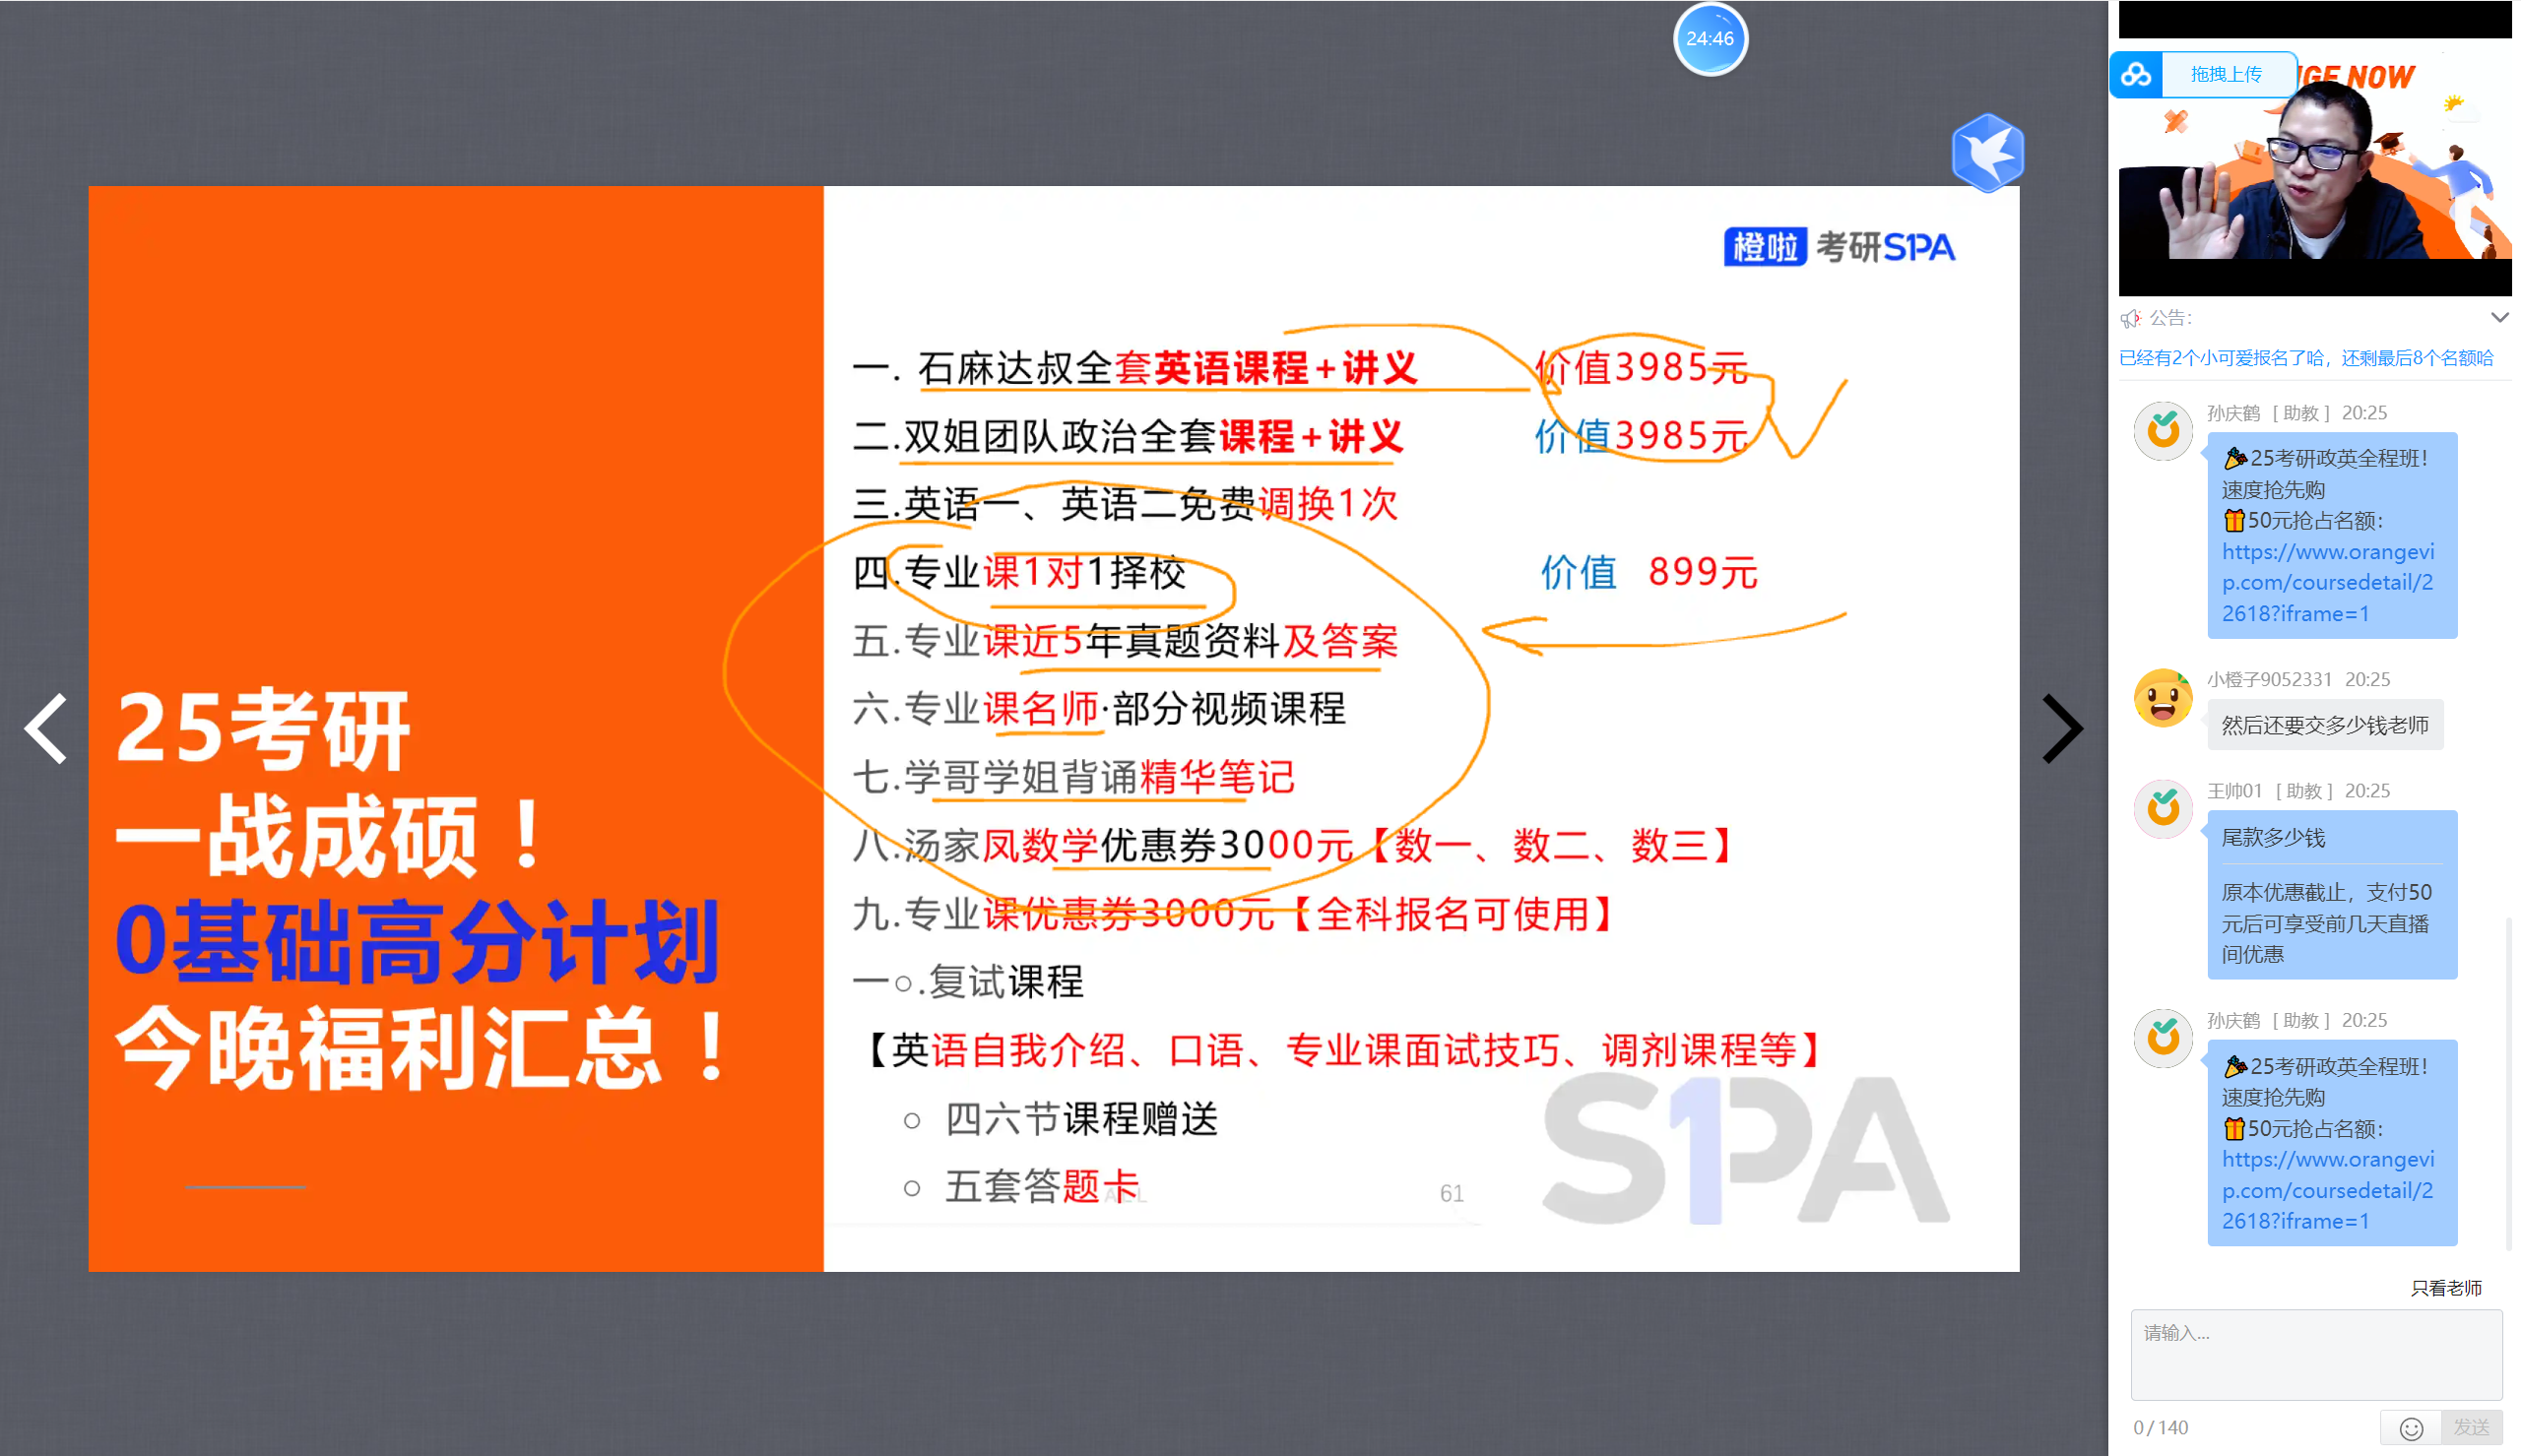 24:46
橙啦 考研S1PA
一. 石麻达叔全套英语课程+讲义 价值3985元
二.双姐团队政治全套课程+讲义 价值3985元
三.英语一、英语二免费调换1次
四.专业课1对1择校 价值 899元
五.专业课近5年真题资料及答案
六.专业课名师·部分视频课程
七.学哥学姐背诵精华笔记
八.汤家凤数学优惠券3000元【数一、数二、数三】
九.专业课优惠券3000元【全科报名可使用】
一○.复试课程
【英语自我介绍、口语、专业课面试技巧、调剂课程等】
○ 四六节课程赠送
○ 五套答题卡
ALL
61
S1PA
25考研
一战成硕！
0基础高分计划
今晚福利汇总！
拖拽上传
NGE NOW
公告:
已经有2个小可爱报名了哈，还剩最后8个名额哈
孙庆鹤 [ 助教 ] 20:25
25考研政英全程班！
速度抢先购
50元抢占名额：
https://www.orangevi
p.com/coursedetail/2
2618?iframe=1
小橙子9052331 20:25
然后还要交多少钱老师
王帅01 [ 助教 ] 20:25
尾款多少钱
原本优惠截止，支付50
元后可享受前几天直播
间优惠
孙庆鹤 [ 助教 ] 20:25
25考研政英全程班！
速度抢先购
50元抢占名额：
https://www.orangevi
p.com/coursedetail/2
2618?iframe=1
只看老师
请输入...
0/140
发送